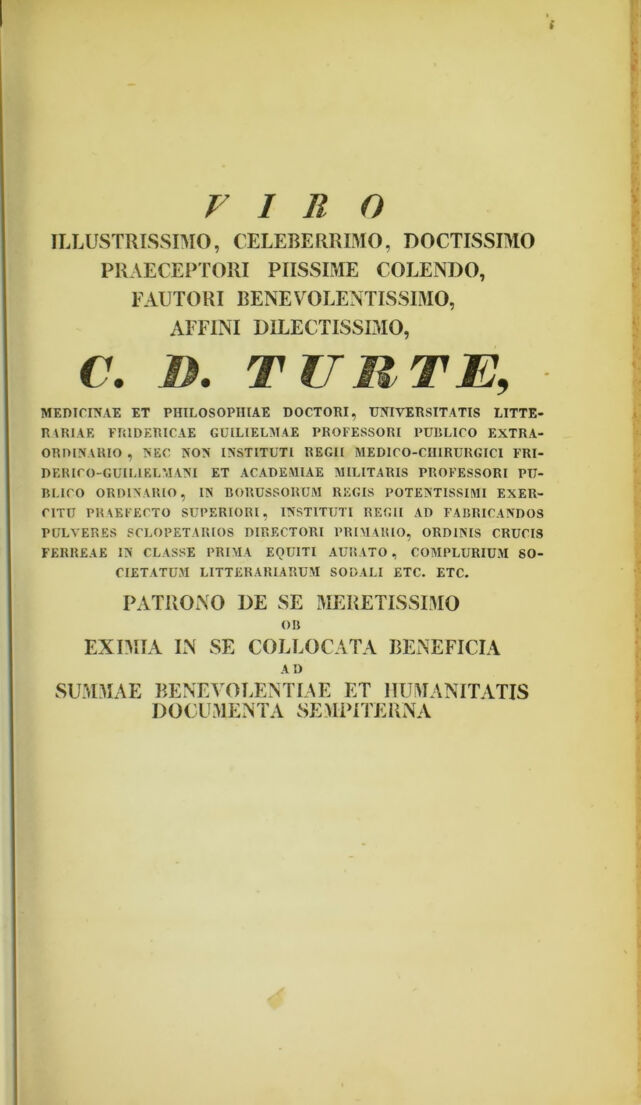 VIRO
ILLUSTRISSIMO, CELEBERRIMO, DOCTISSIMO
PRAECEPTORI PIISSIME COLENDO,
FAUTORI BENEVOLENTISSIMO,
AFFINI DILECTISSIMO,
C. D. TURTE,
MEDICINAE ET PHILOSOPHIAE DOCTORI, UNIVERSITATIS LITTE-
RARIAE FRIDERICAE GUILIELMAE PROFESSORI PUBLICO EXTRA-
ORDINARIO, NEC NON INSTITUTI REGII MEDICO-CHIRURGICI FRI-
DERICO-GUILIELMANI ET ACADEMIAE MILITARIS PROFESSORI PU-
BLICO ORDINARIO, IN BORUSSORUM REGIS POTENTISSIMI EXER-
CITU PRAEFECTO SUPERIORI, INSTITUTI REGII AD FABRICANDOS
PULVERES SCLOPETARIOS DIRECTORI PRIMARIO, ORDINIS CRUCIS
FERREAE IN CLASSE PRIMA EQUITI AURATO, COMPLURIUM SO-
CIETATUM LITTERARIARUM SODALI ETC. ETC.
PATRONO DE SE MERETISSIMO
OB
EXIMIA IN SE COLLOCATA BENEFICIA
AD
SUMMAE BENEVOLENTIAE ET HUMANITATIS
DOCUMENTA SEMPITERNA